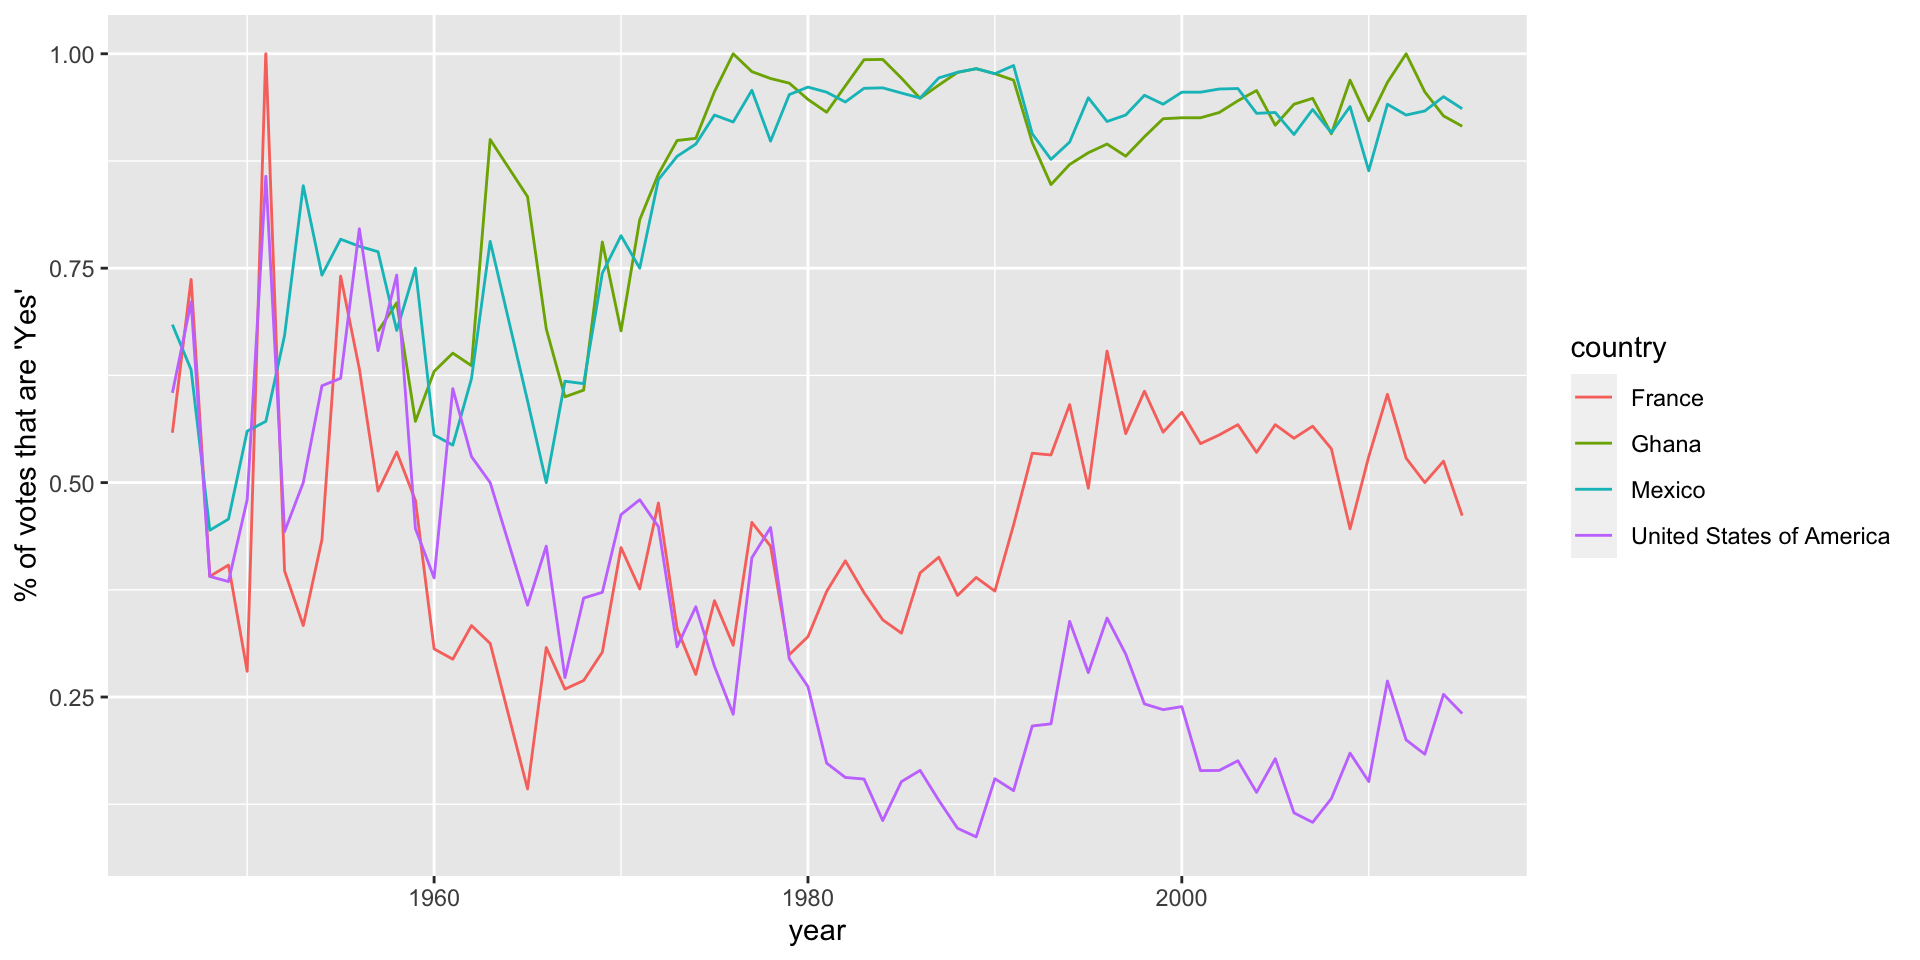 1.00
0.75
0.50
0.25
% of votes that are 'Yes'
1960
1980
2000
year
country
France
Ghana
Mexico
United States of America